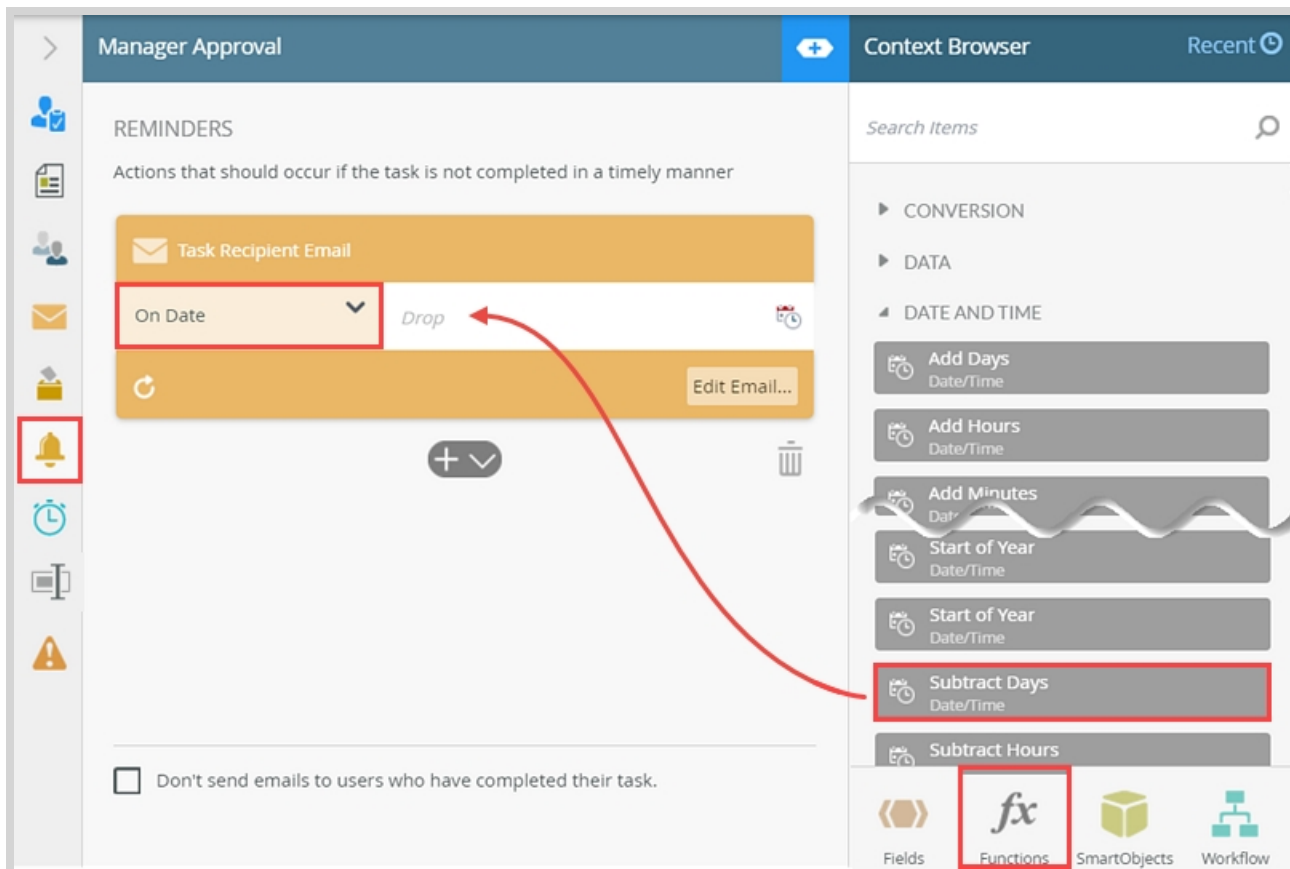 Manager Approval
Context Browser
Recent
Search Items
REMINDERS
Actions that should occur if the task is not completed in a timely manner
Task Recipient Email
On Date
Drop
Edit Email...
Don't send emails to users who have completed their task.
CONVERSION
DATA
DATE AND TIME
Add Days
Date/Time
Add Hours
Date/Time
Add Minutes
Start of Year
Date/Time
Start of Year
Date/Time
Subtract Days
Date/Time
Subtract Hours
fx
Fields
Functions
SmartObjects
Workflow